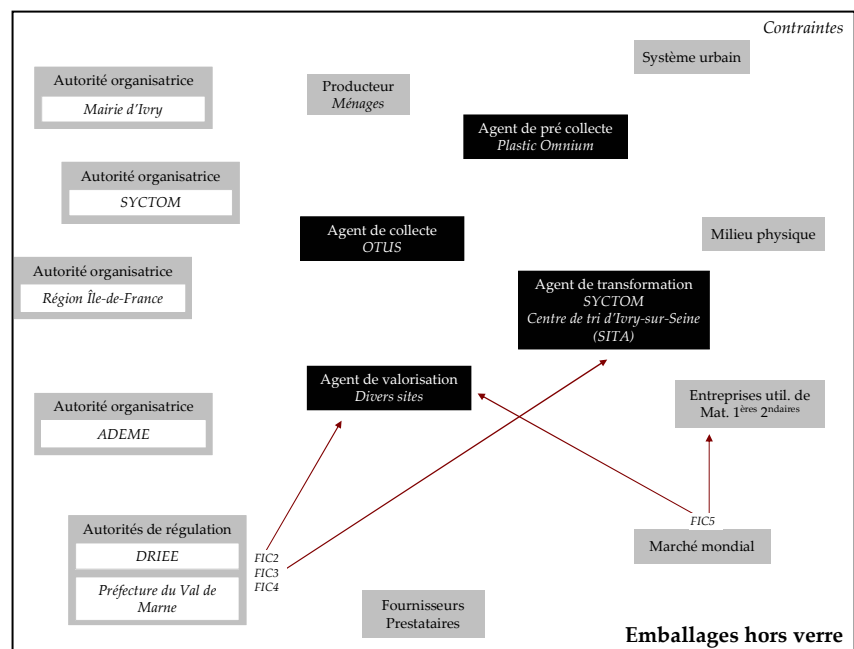 Contraintes
Système urbain
Autorité organisatrice
Mairie d'Ivry
Producteur
Ménages
Agent de pré collecte
Plastic Omnium
Autorité organisatrice
SYCTOM
Agent de collecte
OTUS
Milieu physique
Autorité organisatrice
Région Île-de-France
Agent de transformation
SYCTOM
Centre de tri d'Ivry-sur-Seine
(SITA)
Agent de valorisation
Divers sites
Entreprises util. de
Mat. 1ères 2ndaires
Autorité organisatrice
ADEME
Autorités de régulation
DRIEE
Préfecture du Val de
Marne
FIC2
FIC3
FIC4
FIC5
Marché mondial
Fournisseurs
Prestataires
Emballages hors verre